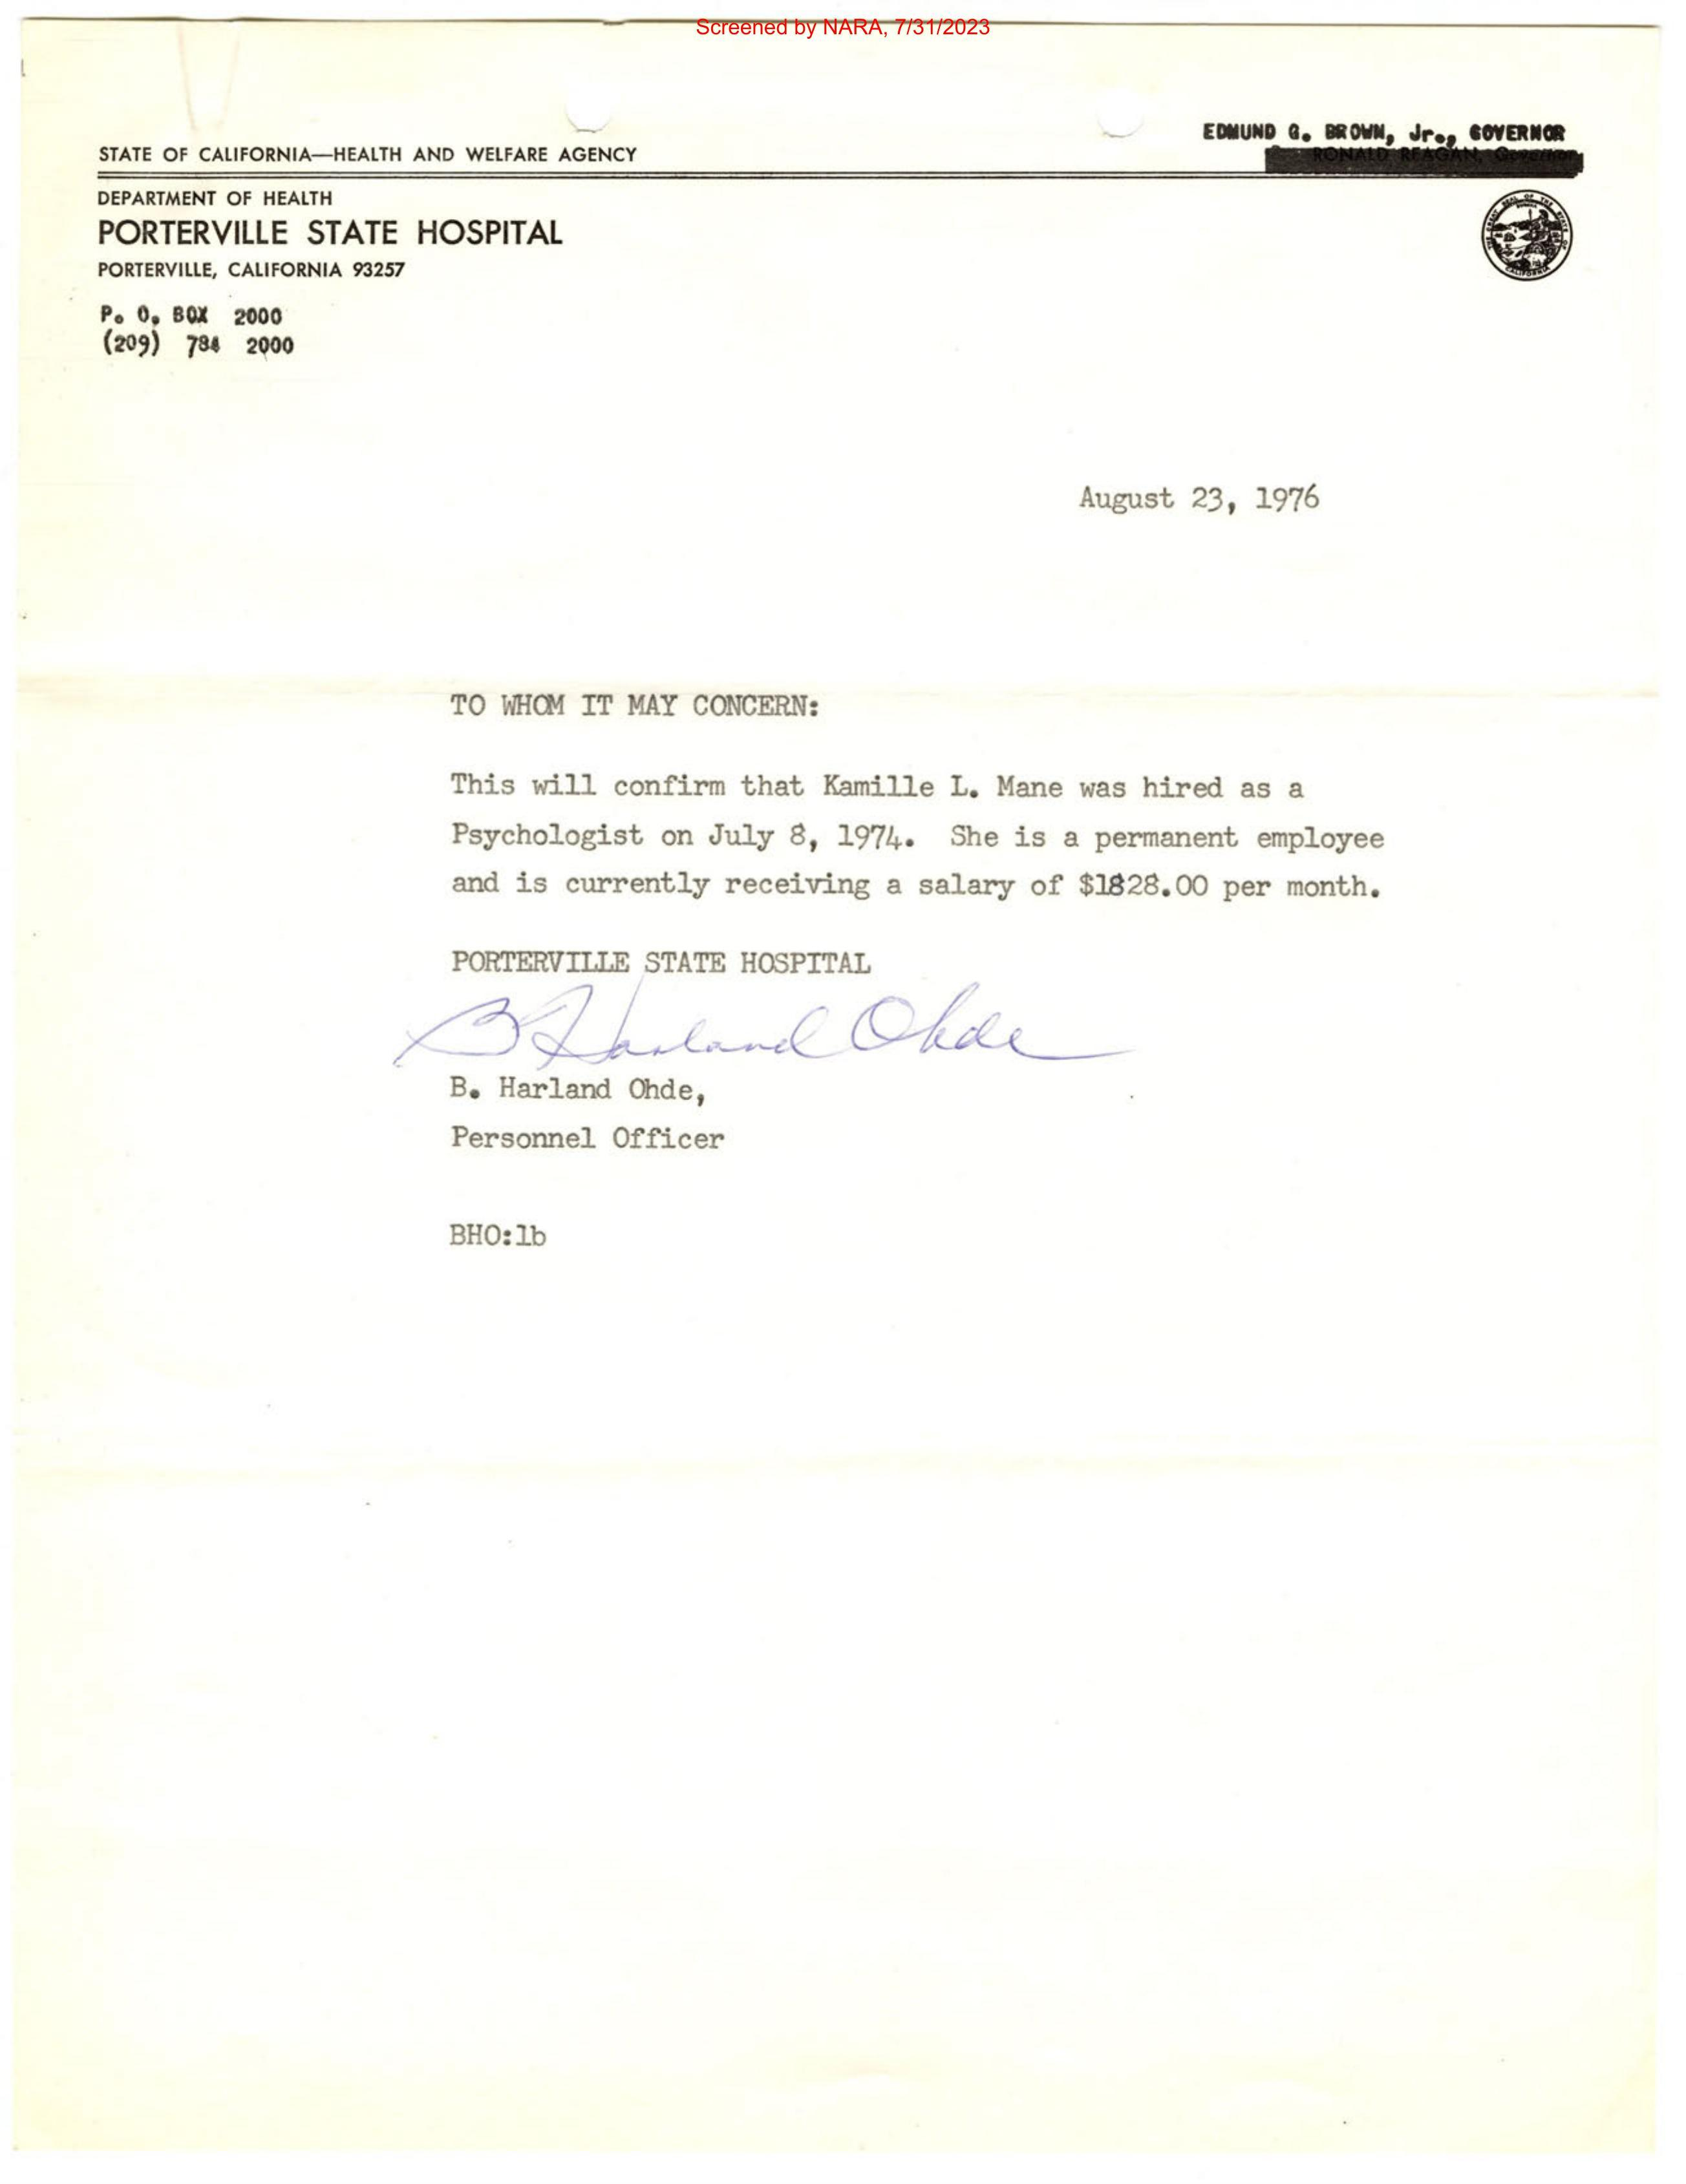 Screened by NARA, 7/31/2023
EDMUND G. BROWN, Jr., GOVERNOR
STATE OF CALIFORNIA—HEALTH AND WELFARE AGENCY
RONALD REAGAN, Governor
DEPARTMENT OF HEALTH
PORTERVILLE STATE HOSPITAL
PORTERVILLE, CALIFORNIA 93257
P. O. BOX 2000
(209) 784 2000
August 23, 1976
TO WHOM IT MAY CONCERN:
This will confirm that Kamille L. Mane was hired as a
Psychologist on July 8, 1974. She is a permanent employee
and is currently receiving a salary of $1828.00 per month.
PORTERVILLE STATE HOSPITAL
B Harland Ohde
B. Harland Ohde,
Personnel Officer
BHO:lb